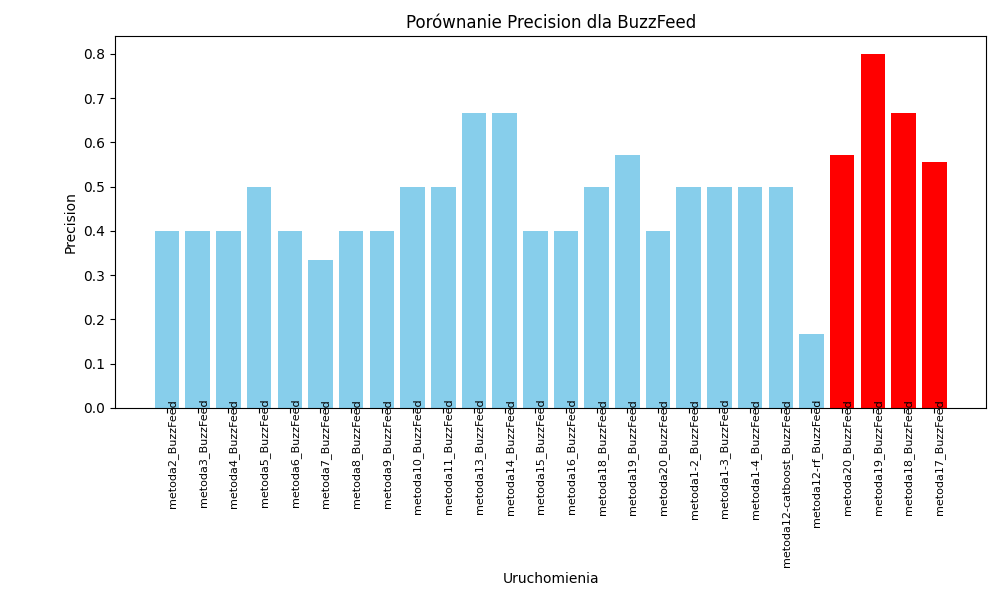 Porównanie Precision dla BuzzFeed
Precision
0.8
0.7
0.6
0.5
0.4
0.3
0.2
0.1
0.0
metoda2_BuzzFeed
metoda3_BuzzFeed
metoda4_BuzzFeed
metoda5_BuzzFeed
metoda6_BuzzFeed
metoda7_BuzzFeed
metoda8_BuzzFeed
metoda9_BuzzFeed
metoda10_BuzzFeed
metoda11_BuzzFeed
metoda13_BuzzFeed
metoda14_BuzzFeed
metoda15_BuzzFeed
metoda16_BuzzFeed
metoda18_BuzzFeed
metoda19_BuzzFeed
metoda20_BuzzFeed
metoda1-2_BuzzFeed
metoda1-3_BuzzFeed
metoda1-4_BuzzFeed
metoda12-catboost_BuzzFeed
metoda12-rf_BuzzFeed
metoda20_BuzzFeed
metoda19_BuzzFeed
metoda18_BuzzFeed
metoda17_BuzzFeed
Uruchomienia